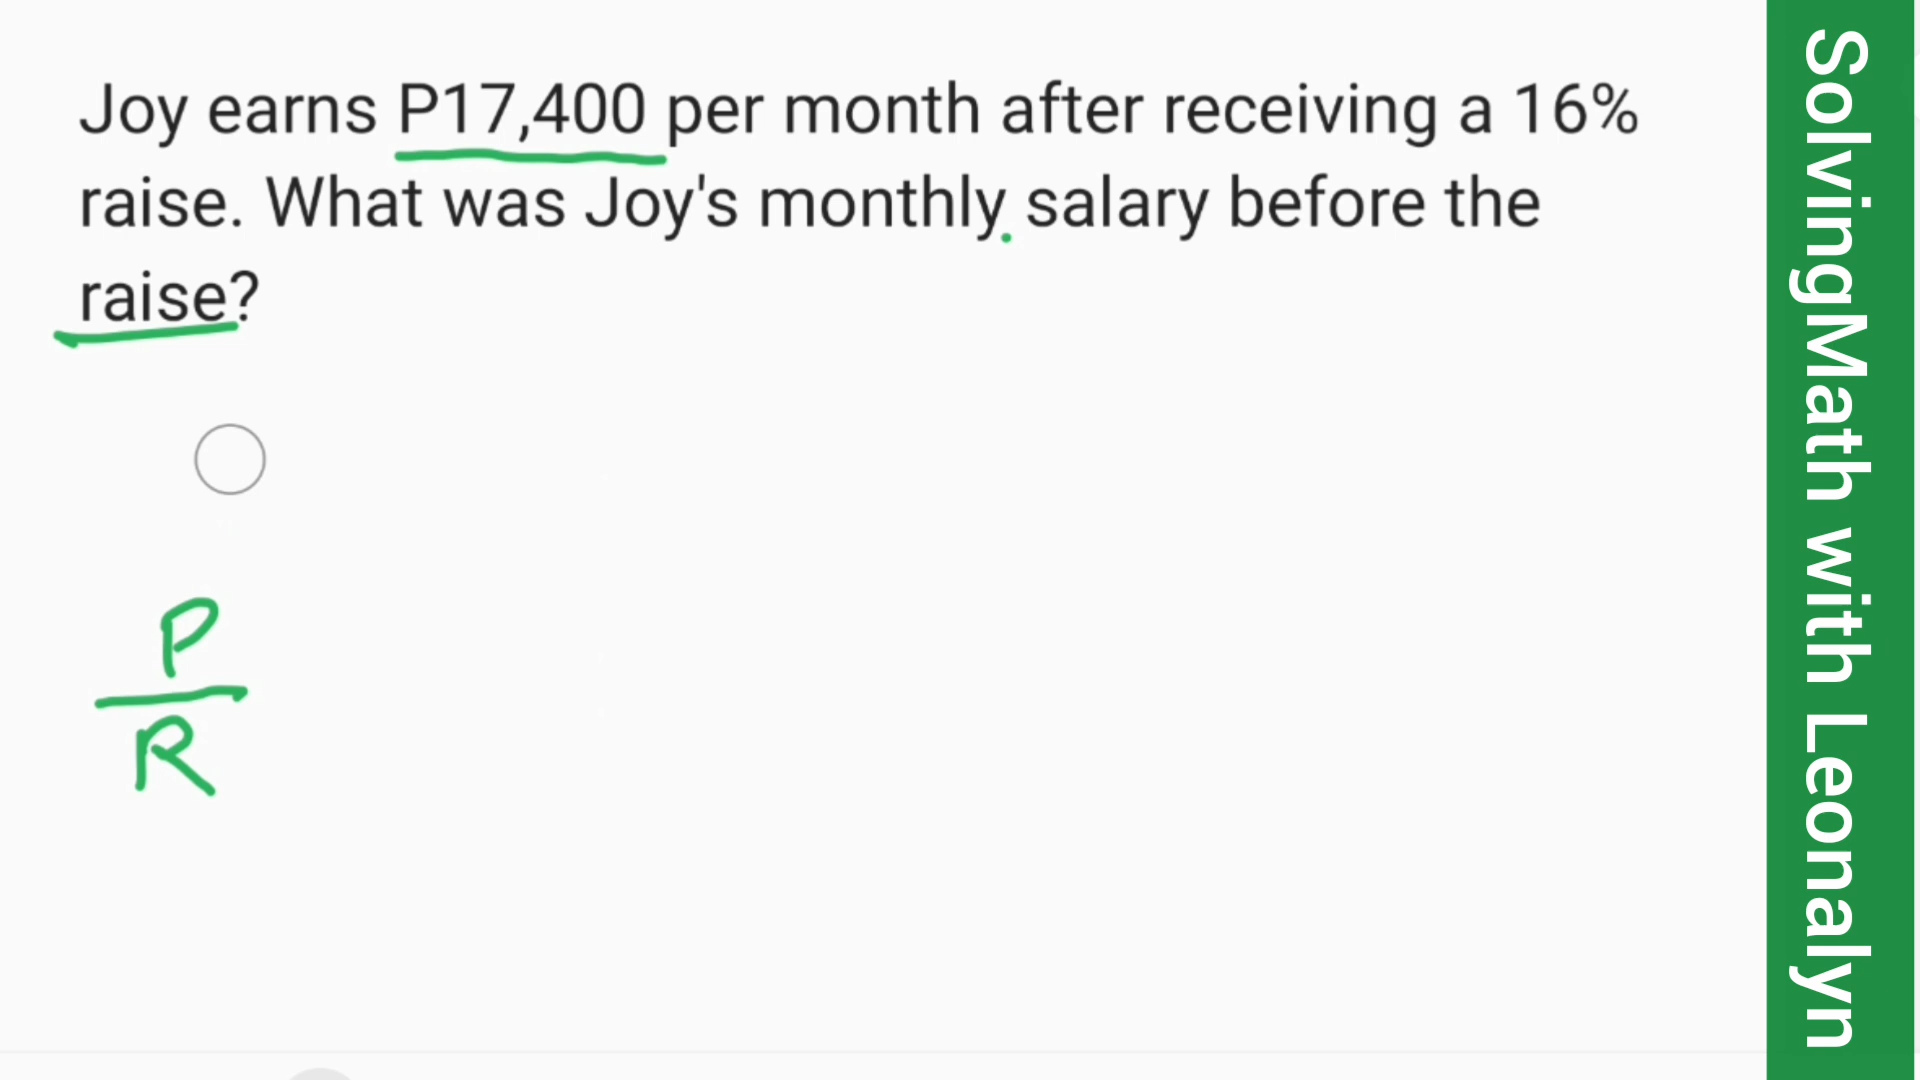 Joy earns P17,400 per month after receiving a 16%
raise. What was Joy's monthly salary before the
raise?
P
R
SolvingMath with Leonalyn